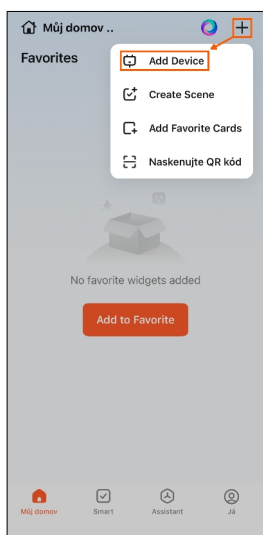 Můj domov ..
Favorites
Add Device
Create Scene
Add Favorite Cards
Naskenujte QR kód
No favorite widgets added
Add to Favorite
Můj domov
Smart
Assistant
Já